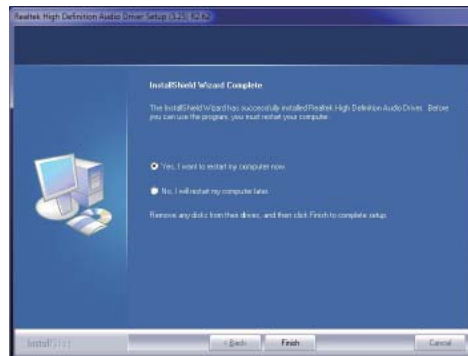 Realtek High Definition Audio Driver Setup (3.25) R2.62
InstallShield Wizard Complete
The InstallShield Wizard has successfully installed Realtek High Definition Audio Driver. Before
you can use the program, you must restart your computer.
Yes, I want to restart my computer now.
No, I will restart my computer later.
Remove any disks from their drives, and then click Finish to complete setup.
InstallShield
< Back
Finish
Cancel